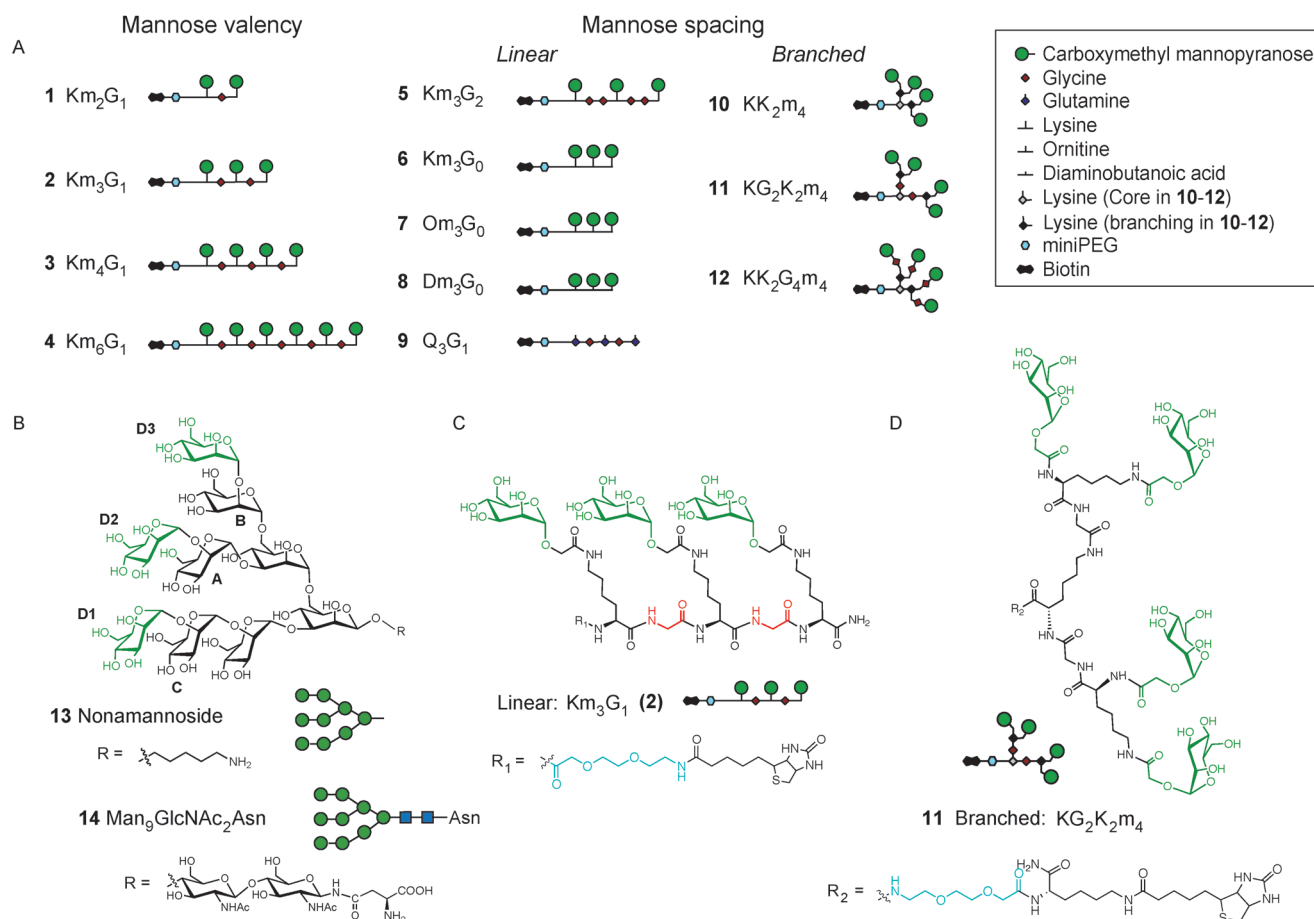 Mannose valency
Mannose spacing
A
Linear
Branched
1 Km2G1
2 Km3G1
3 Km4G1
4 Km6G1
5 Km3G2
6 Km3G0
7 Om3G0
8 Dm3G0
9 Q3G1
10 KK2m4
11 KG2K2m4
12 KK2G4m4
Carboxymethyl mannopyranose
Glycine
Glutamine
Lysine
Ornitine
Diaminobutanoic acid
Lysine (Core in 10-12)
Lysine (branching in 10-12)
miniPEG
Biotin
B
D3
B
D2
A
D1
C
R
13 Nonamannoside
R =
NH2
14 Man9GlcNAc2Asn
Asn
R =
C
R1
Linear: Km3G1 (2)
R1 =
D
R2
11 Branched: KG2K2m4
R2 =